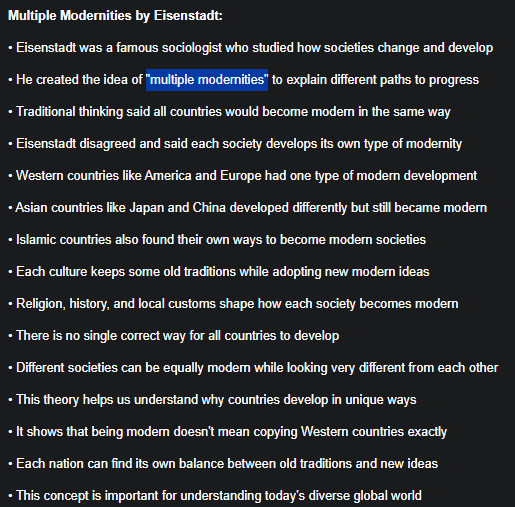 Multiple Modernities by Eisenstadt:
• Eisenstadt was a famous sociologist who studied how societies change and develop
• He created the idea of "multiple modernities" to explain different paths to progress
• Traditional thinking said all countries would become modern in the same way
• Eisenstadt disagreed and said each society develops its own type of modernity
• Western countries like America and Europe had one type of modern development
• Asian countries like Japan and China developed differently but still became modern
• Islamic countries also found their own ways to become modern societies
• Each culture keeps some old traditions while adopting new modern ideas
• Religion, history, and local customs shape how each society becomes modern
• There is no single correct way for all countries to develop
• Different societies can be equally modern while looking very different from each other
• This theory helps us understand why countries develop in unique ways
• It shows that being modern doesn't mean copying Western countries exactly
• Each nation can find its own balance between old traditions and new ideas
• This concept is important for understanding today's diverse global world